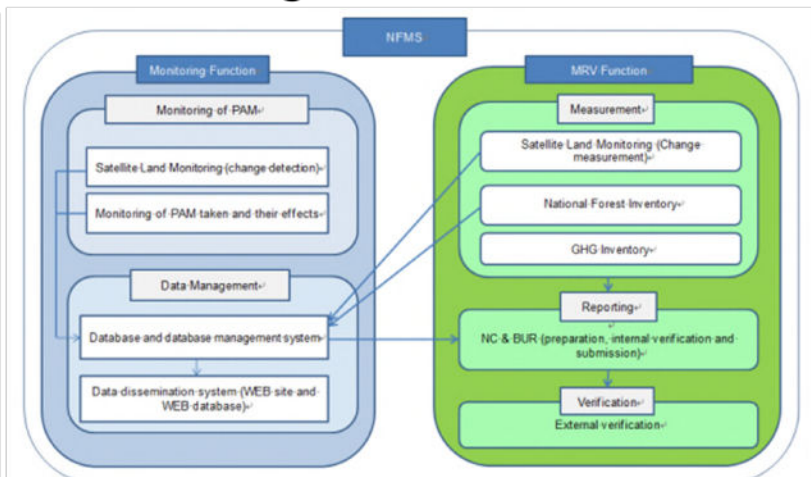 NFMS
Monitoring Function
Monitoring of PAM
Satellite Land Monitoring (change detection)
Monitoring of PAM taken and their effects
Data Management
Database and database management system
Data dissemination system (WEB site and
WEB database)
MRV Function
Measurement
Satellite Land Monitoring (Change
measurement)
National Forest Inventory
GHG Inventory
Reporting
NC & BUR (preparation, internal verification and
submission)
Verification
External verification